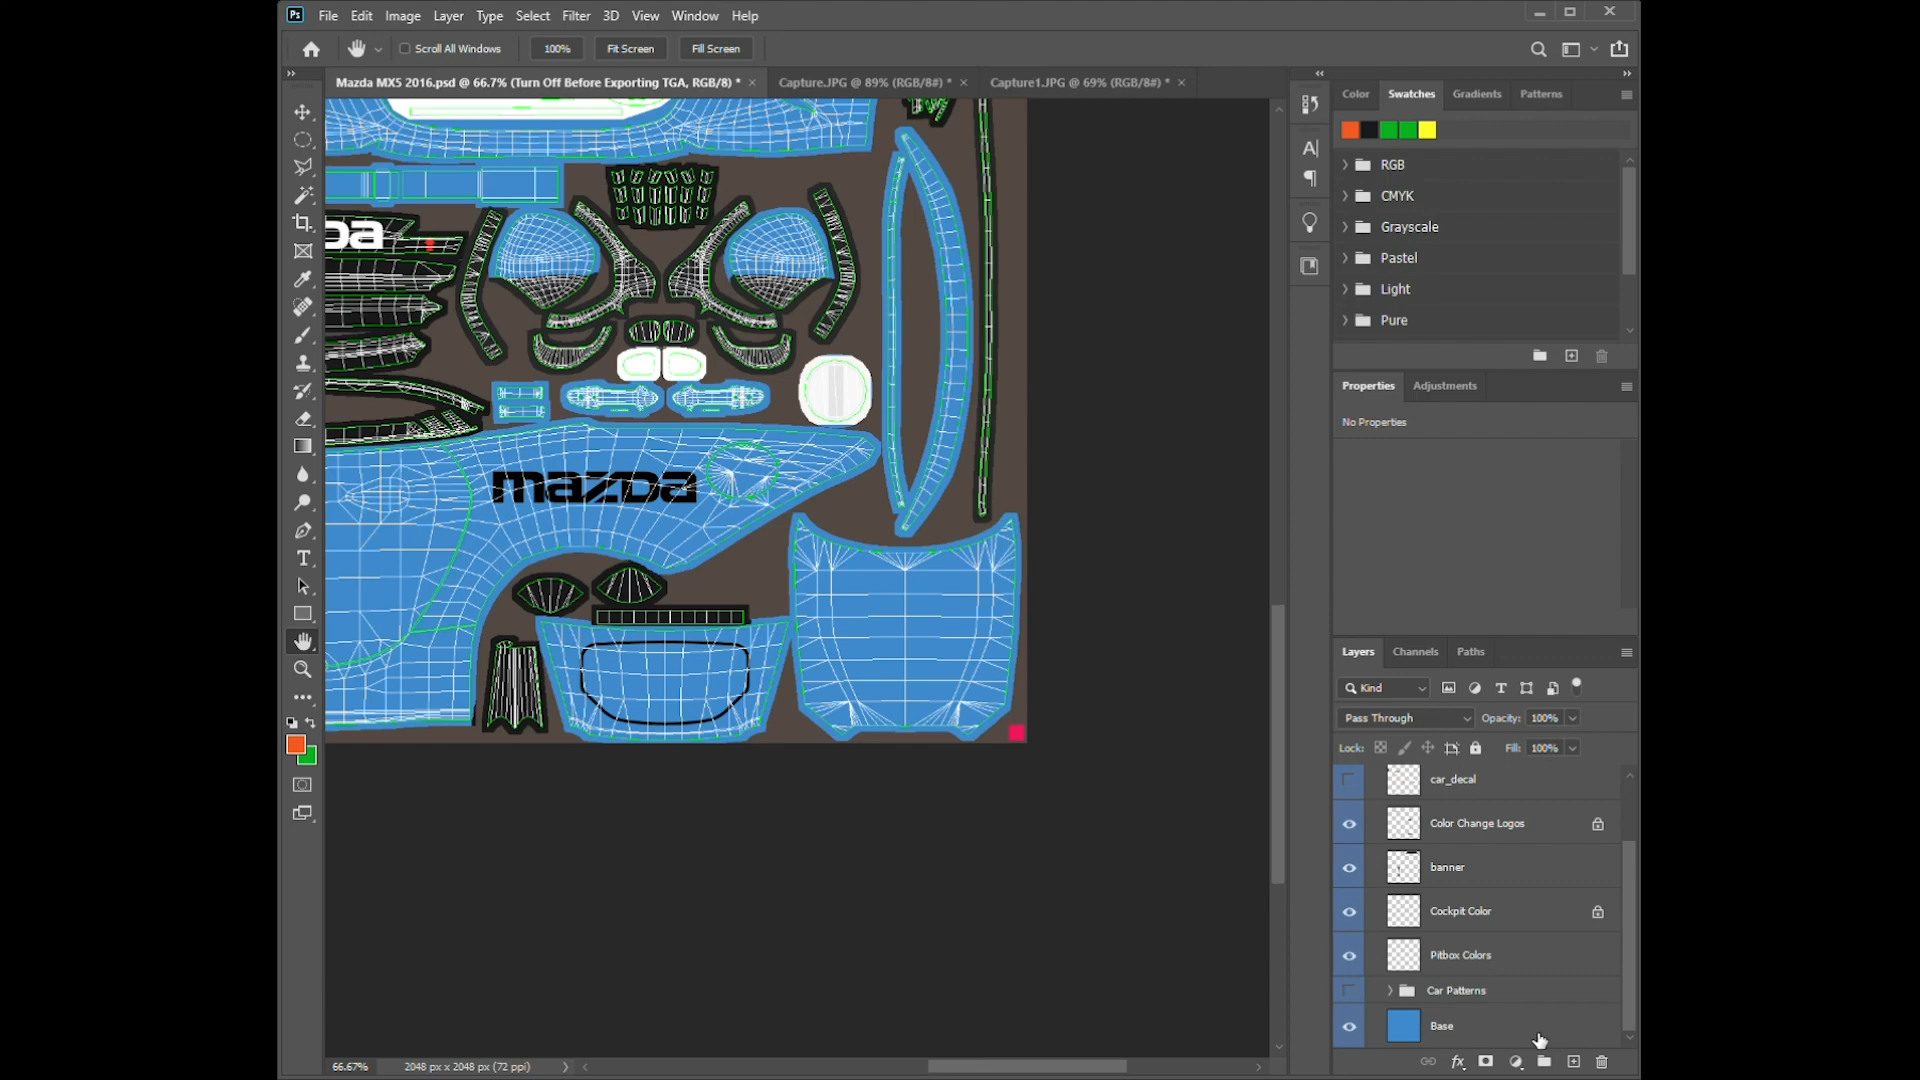 Ps File Edit Image Layer Type Select Filter 3D View Window Help
Scroll All Windows 100% Fit Screen Fill Screen
Mazda MX5 2016.psd @ 66.7% (Turn Off Before Exporting TGA, RGB/8) * × Capture.JPG @ 89% (RGB/8#) * × Capture1.JPG @ 69% (RGB/8#) * ×
Color Swatches Gradients Patterns
RGB
CMYK
Grayscale
Pastel
Light
Pure
Properties Adjustments
No Properties
mazda
Layers Channels Paths
Kind
Pass Through Opacity: 100%
Lock: Fill: 100%
car_decal
Color Change Logos
banner
Cockpit Color
Pitbox Colors
Car Patterns
Base
66.67% 2048 px x 2048 px (72 ppi)